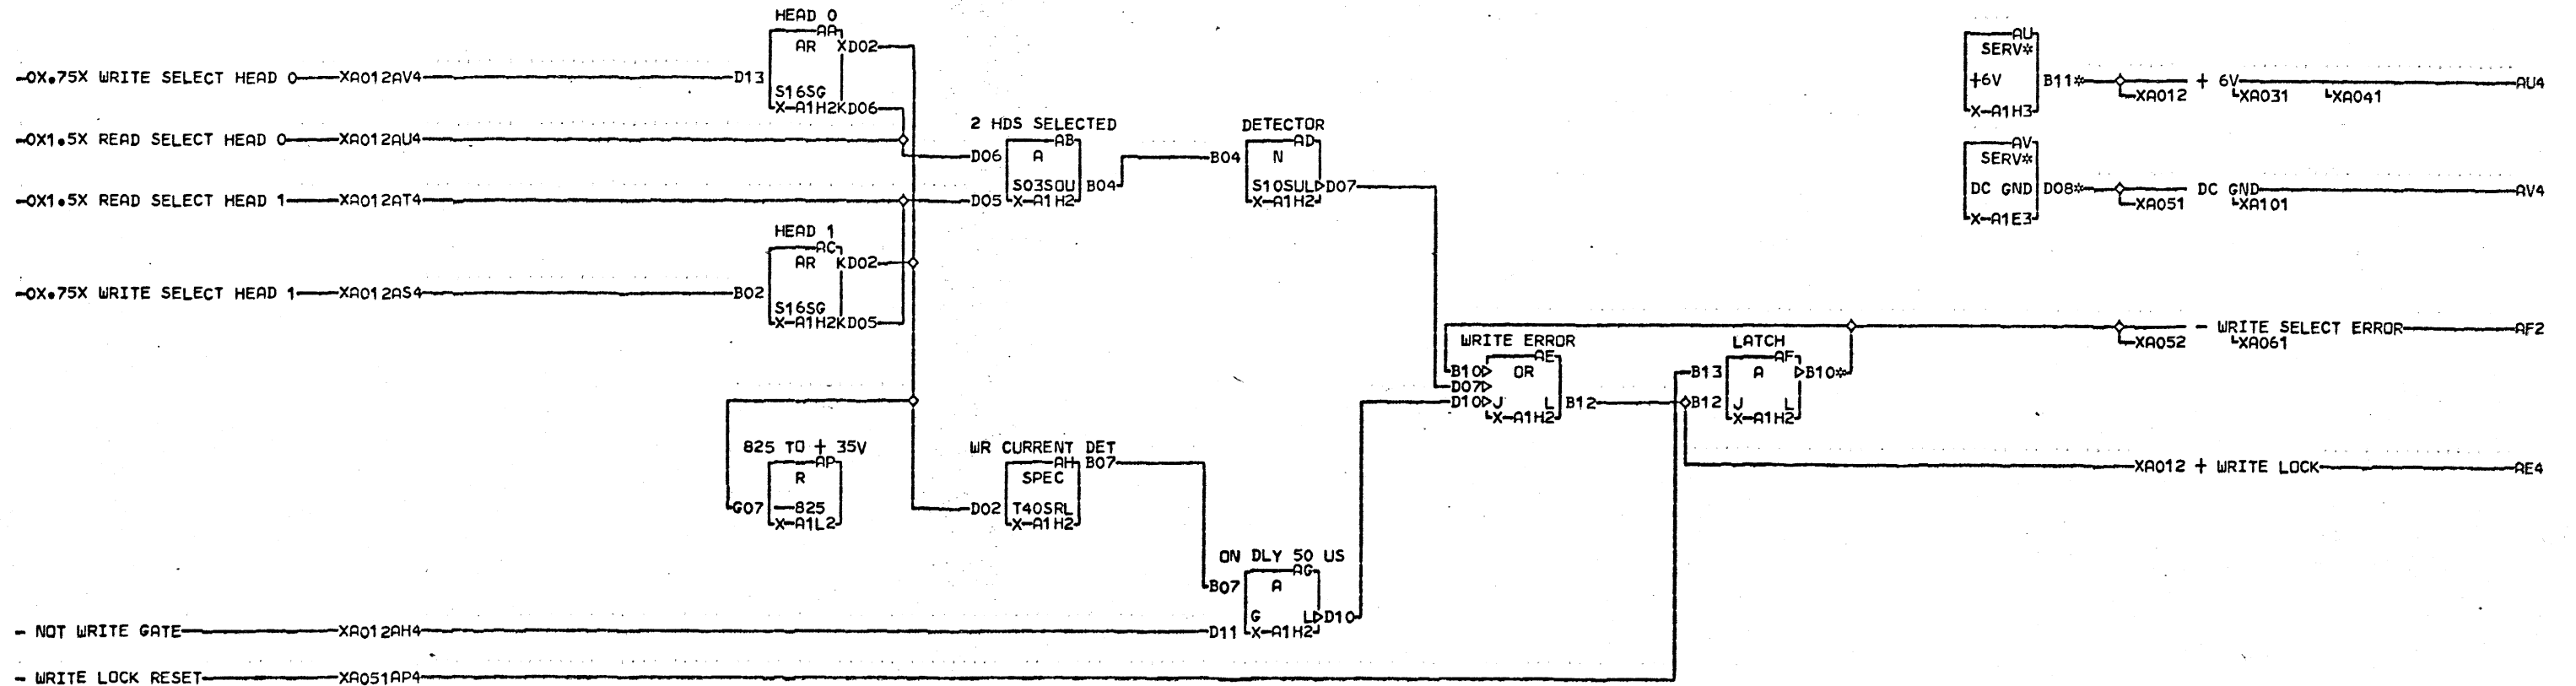 HEAD 0
AA
AR XD02
-0X.75X WRITE SELECT HEAD 0 XA012AV4 D13
S16SG
X-A1H2KD06
-0X1.5X READ SELECT HEAD 0 XA012AU4
2 HDS SELECTED
AB
D06 A
S03SOU B04
-0X1.5X READ SELECT HEAD 1 XA012AT4 D05 X-A1H2
DETECTOR
AD
B04 N
S10SUL D07
X-A1H2
HEAD 1
AC
AR KD02
-0X.75X WRITE SELECT HEAD 1 XA012AS4 B02
S16SG
X-A1H2KD05
AU
SERV*
+6V B11* + 6V AU4
XA012 XA031 XA041
X-A1H3
AV
SERV*
DC GND D08* DC GND AV4
XA051 XA101
X-A1E3
- WRITE SELECT ERROR AF2
XA052 XA061
WRITE ERROR
AE
B10 OR
D07
D10 J L B12
X-A1H2
LATCH
AF
B13 A B10*
B12 J L
X-A1H2
825 TO + 35V
AP
R
G07 825
X-A1L2
WR CURRENT DET
AH B07
SPEC
D02 T40SRL
X-A1H2
XA012 + WRITE LOCK AE4
ON DLY 50 US
AG
B07 A
G L D10
- NOT WRITE GATE XA012AH4 D11 X-A1H2
- WRITE LOCK RESET XA051AP4